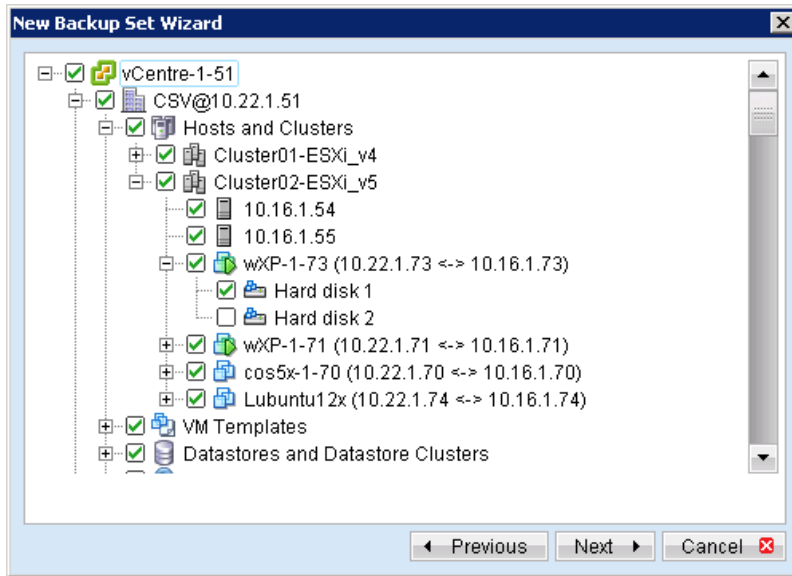 New Backup Set Wizard
vCentre-1-51
CSV@10.22.1.51
Hosts and Clusters
Cluster01-ESXi_v4
Cluster02-ESXi_v5
10.16.1.54
10.16.1.55
wXP-1-73 (10.22.1.73 <-> 10.16.1.73)
Hard disk 1
Hard disk 2
wXP-1-71 (10.22.1.71 <-> 10.16.1.71)
cos5x-1-70 (10.22.1.70 <-> 10.16.1.70)
Lubuntu12x (10.22.1.74 <-> 10.16.1.74)
VM Templates
Datastores and Datastore Clusters
Previous Next Cancel